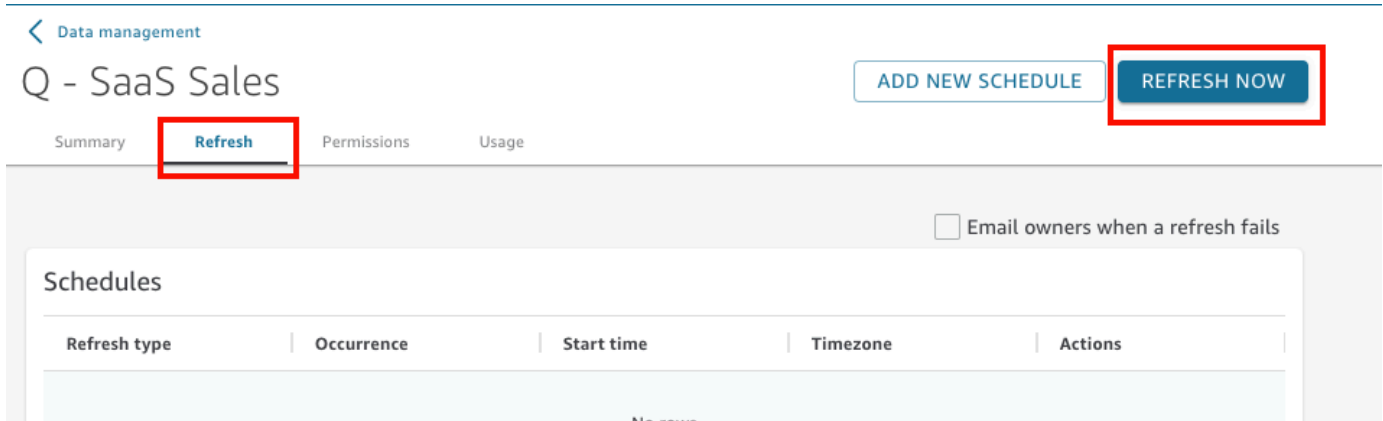 Data management
Q - SaaS Sales
ADD NEW SCHEDULE
REFRESH NOW
Summary Refresh Permissions Usage
Email owners when a refresh fails
Schedules
Refresh type Occurrence Start time Timezone Actions